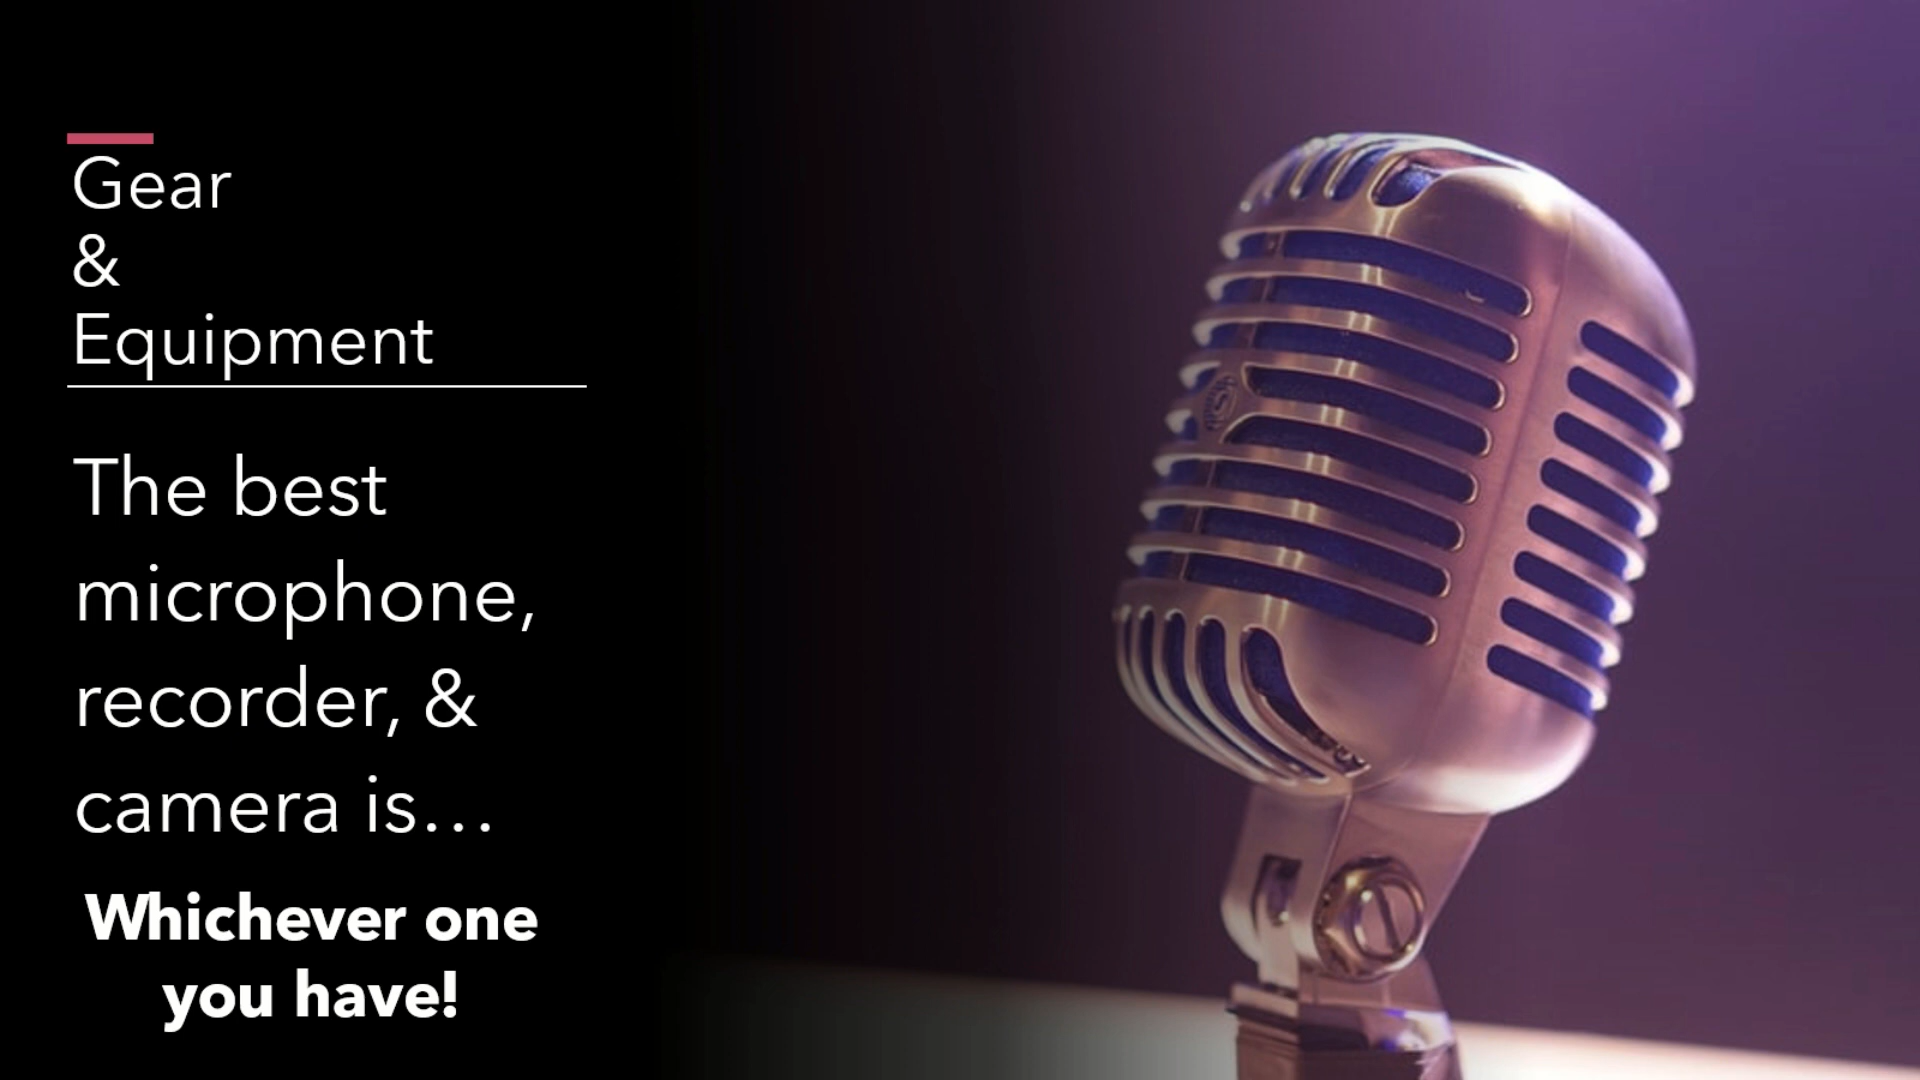 Gear
&
Equipment
The best
microphone,
recorder, &
camera is…
Whichever one
you have!